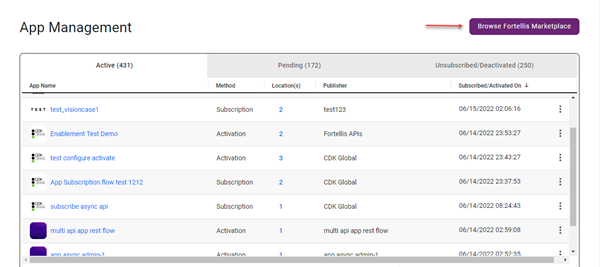 App Management
Browse Fortellis Marketplace
Active (431) Pending (172) Unsubscribed/Deactivated (250)
App Name Method Location(s) Publisher Subscribed/Activated On ↓
TEST test_visioncase1 Subscription 2 test123 06/15/2022 02:06:16
CDK Enablement Test Demo Activation 2 Fortellis APIs 06/14/2022 23:53:27
CDK test configure activate Activation 3 CDK Global 06/14/2022 23:43:27
CDK App Subscription flow test 1212 Subscription 2 CDK Global 06/14/2022 23:37:53
CDK subscribe async api Subscription 1 CDK Global 06/14/2022 08:24:43
multi api app rest flow Activation 1 multi api app rest flow 06/14/2022 02:59:08
app async admin-1 Activation 1 app async admin-1 06/14/2022 02:52:35